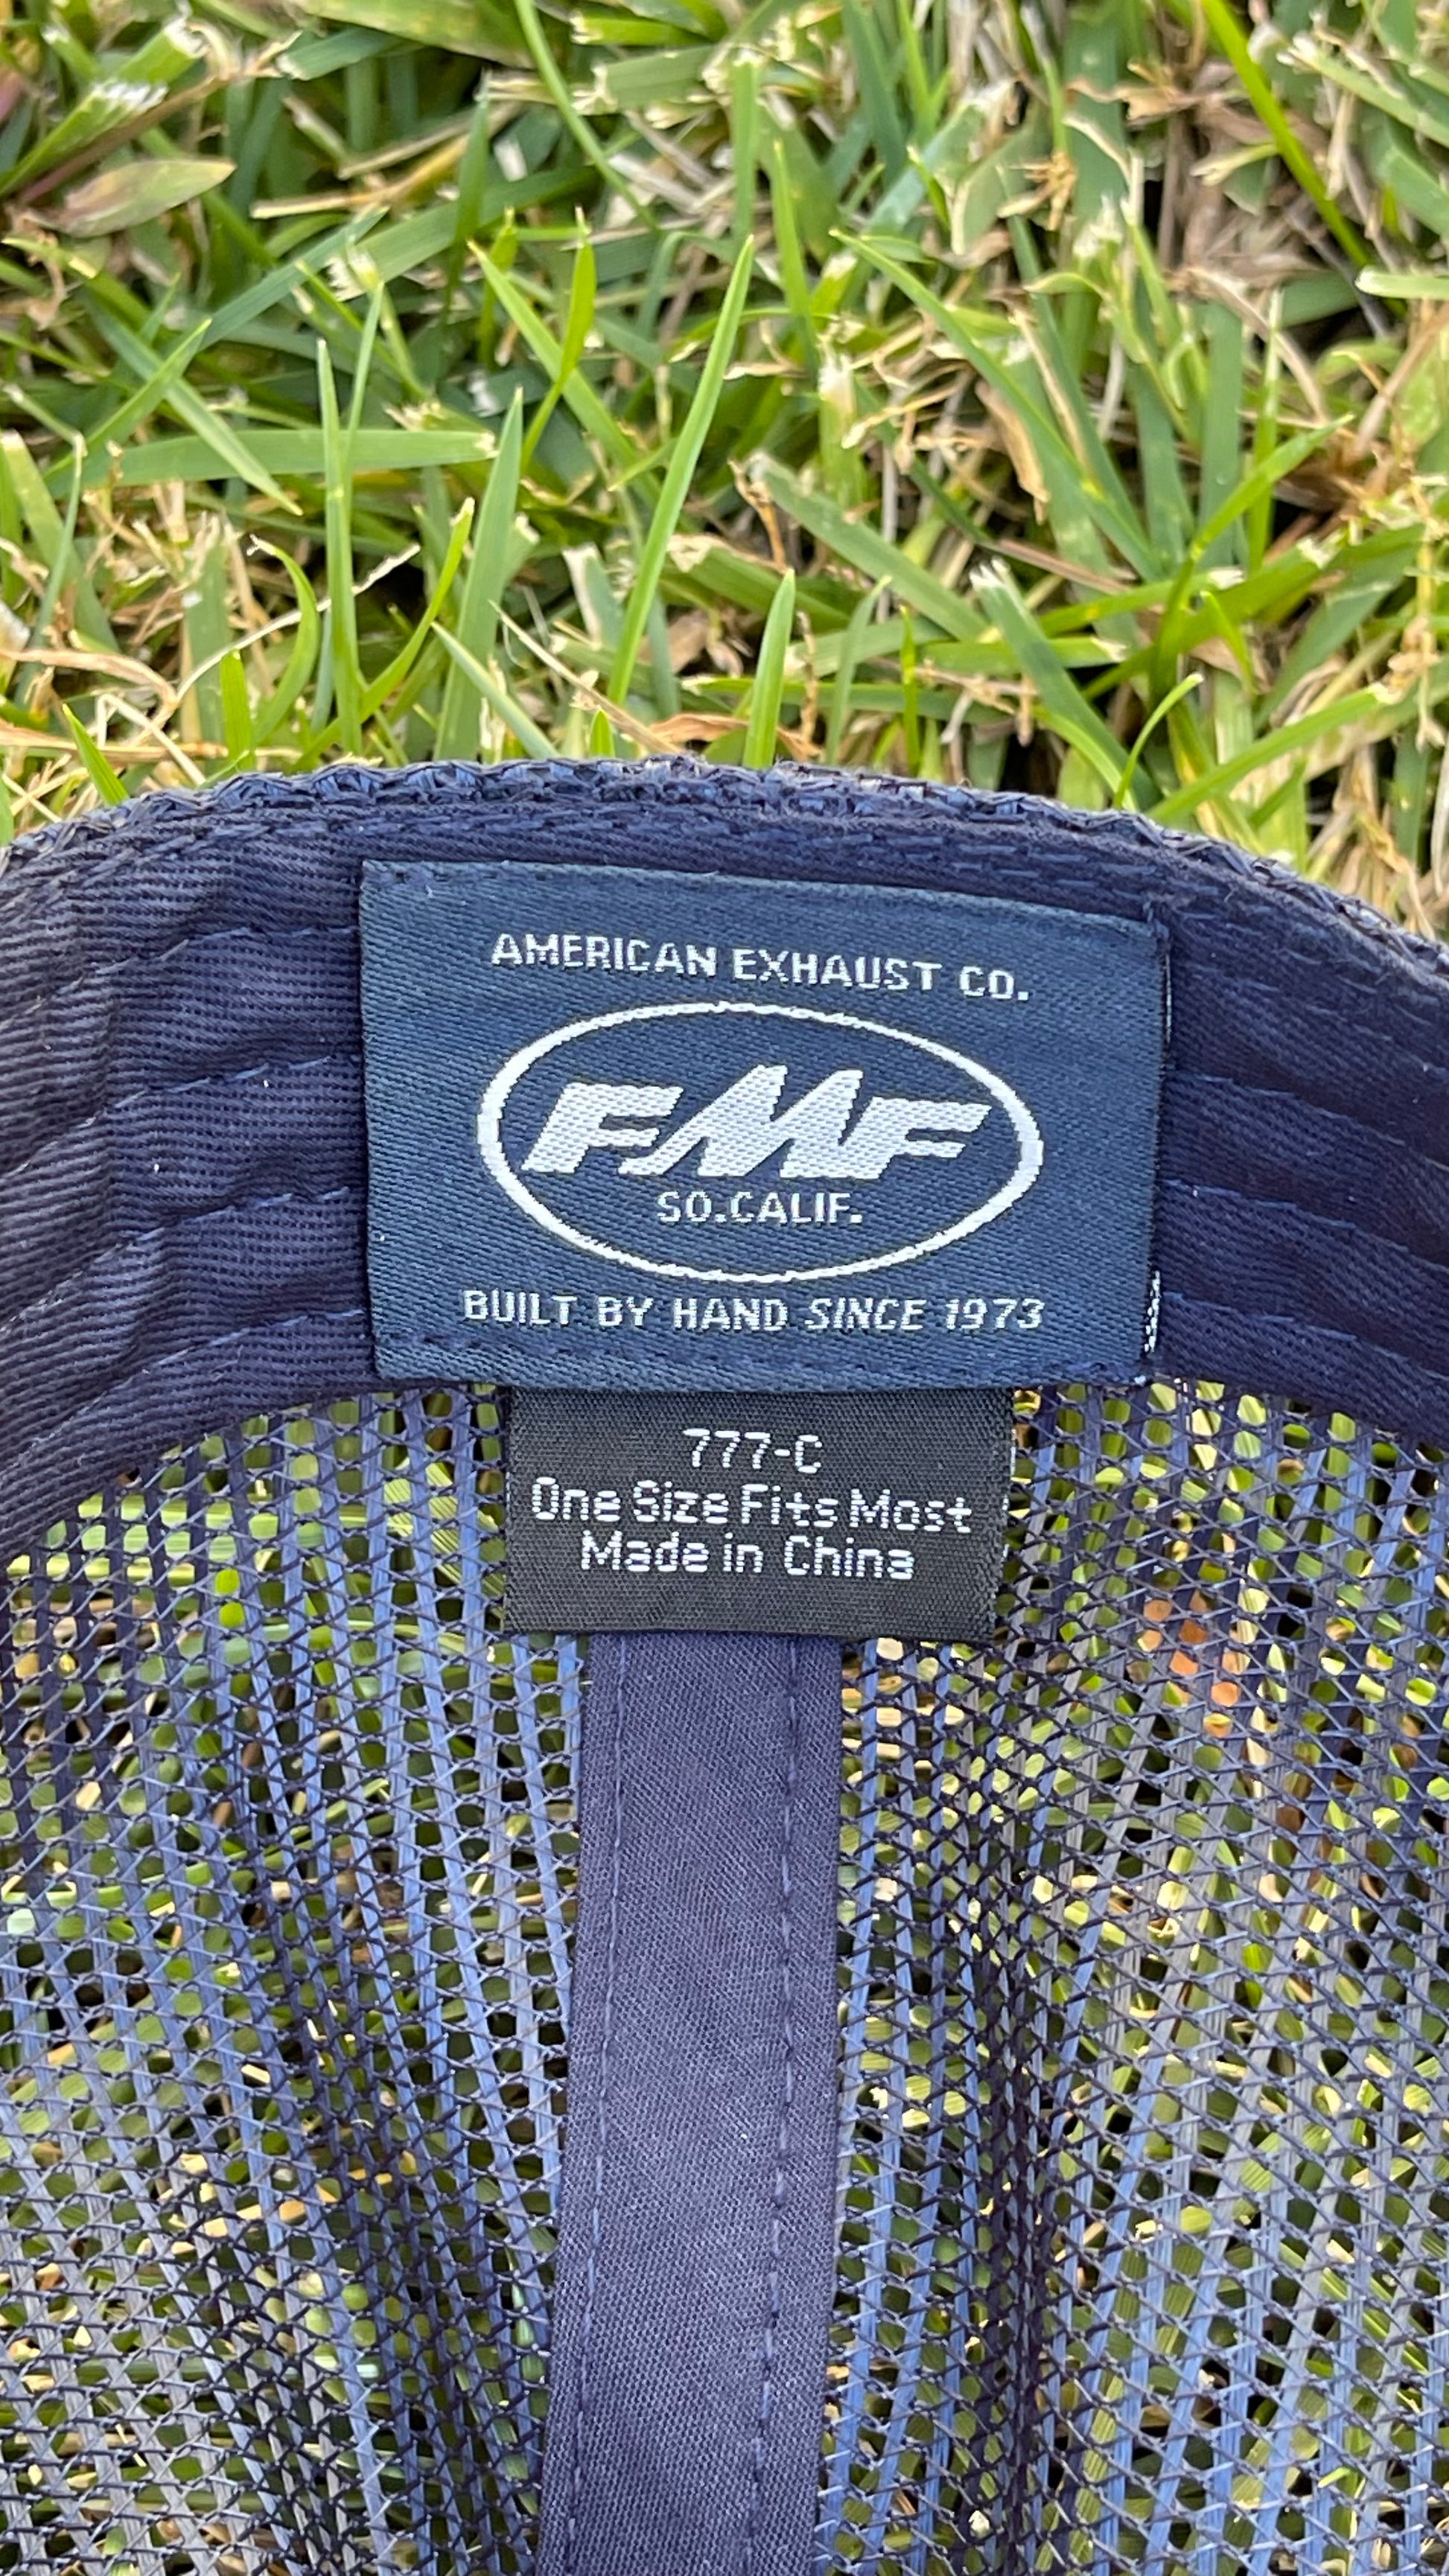 AMERICAN EXHAUST CO.
FMF
SO.CALIF.
BUILT BY HAND SINCE 1973
777-C
One Size Fits Most
Made in China